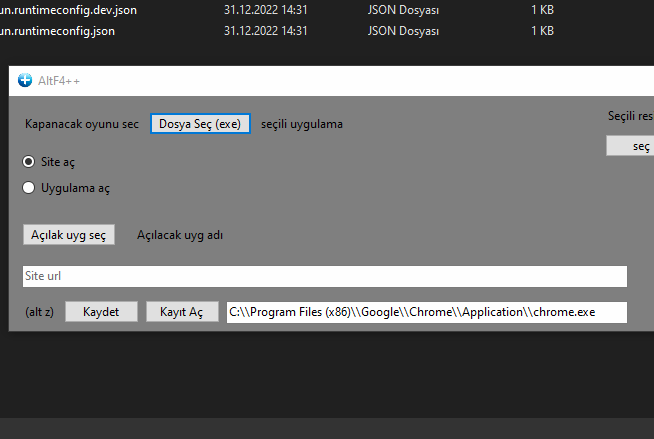 un.runtimeconfig.dev.json 31.12.2022 14:31 JSON Dosyası 1 KB
un.runtimeconfig.json 31.12.2022 14:31 JSON Dosyası 1 KB
AltF4++
Seçili res
Kapanacak oyunu sec Dosya Seç (exe) seçili uygulama
seç
Site aç
Uygulama aç
Açılak uyg seç Açılacak uyg adı
Site url
(alt z) Kaydet Kayıt Aç C:\\Program Files (x86)\\Google\\Chrome\\Application\\chrome.exe